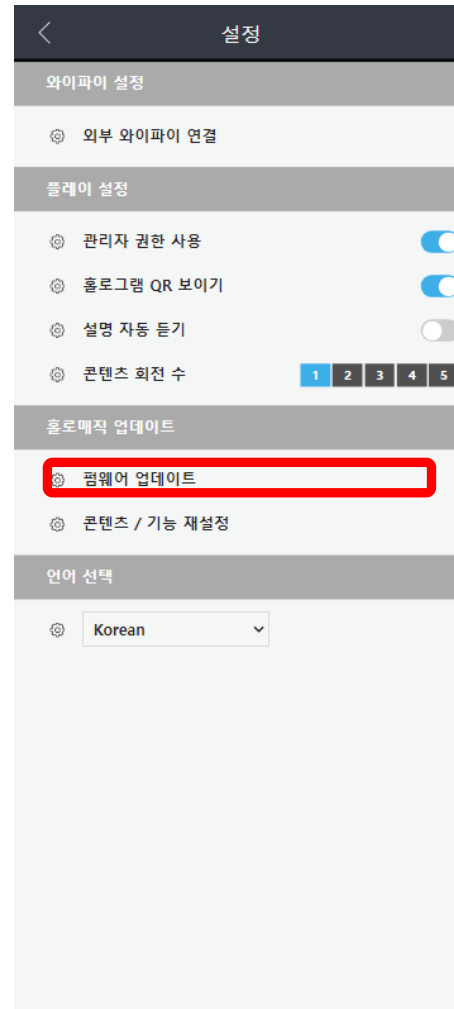 설정
와이파이 설정
외부 와이파이 연결
플레이 설정
관리자 권한 사용
홀로그램 QR 보이기
설명 자동 듣기
콘텐츠 회전 수 1 2 3 4 5
홀로매직 업데이트
펌웨어 업데이트
콘텐츠 / 기능 재설정
언어 선택
Korean